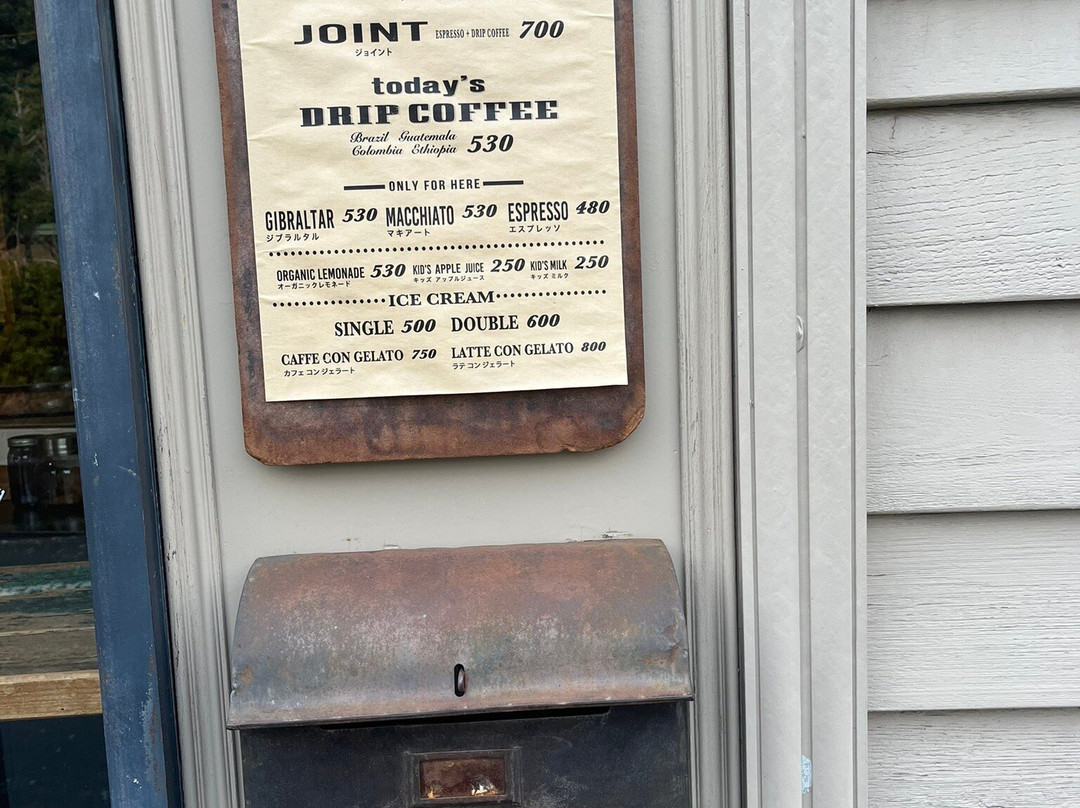 JOINT ESPRESSO + DRIP COFFEE 700
ジョイント
today's
DRIP COFFEE
Brazil Guatemala
Colombia Ethiopia 530
ONLY FOR HERE
GIBRALTAR 530 MACCHIATO 530 ESPRESSO 480
ジブラルタル マキアート エスプレッソ
ORGANIC LEMONADE 530 KID'S APPLE JUICE 250 KID'S MILK 250
オーガニックレモネード キッズ アップルジュース キッズ ミルク
ICE CREAM
SINGLE 500 DOUBLE 600
CAFFE CON GELATO 750 LATTE CON GELATO 800
カフェ コン ジェラート ラテ コン ジェラート